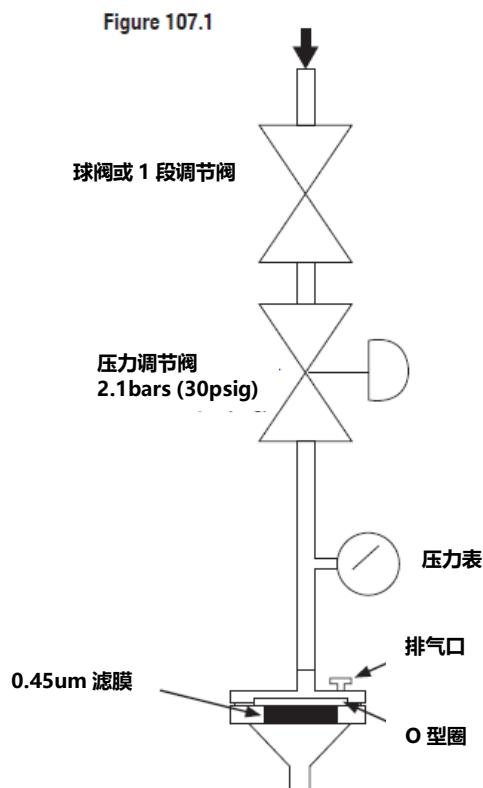 Figure 107.1
球阀或 1 段调节阀
压力调节阀
2.1bars (30psig)
压力表
排气口
0.45um 滤膜
O 型圈